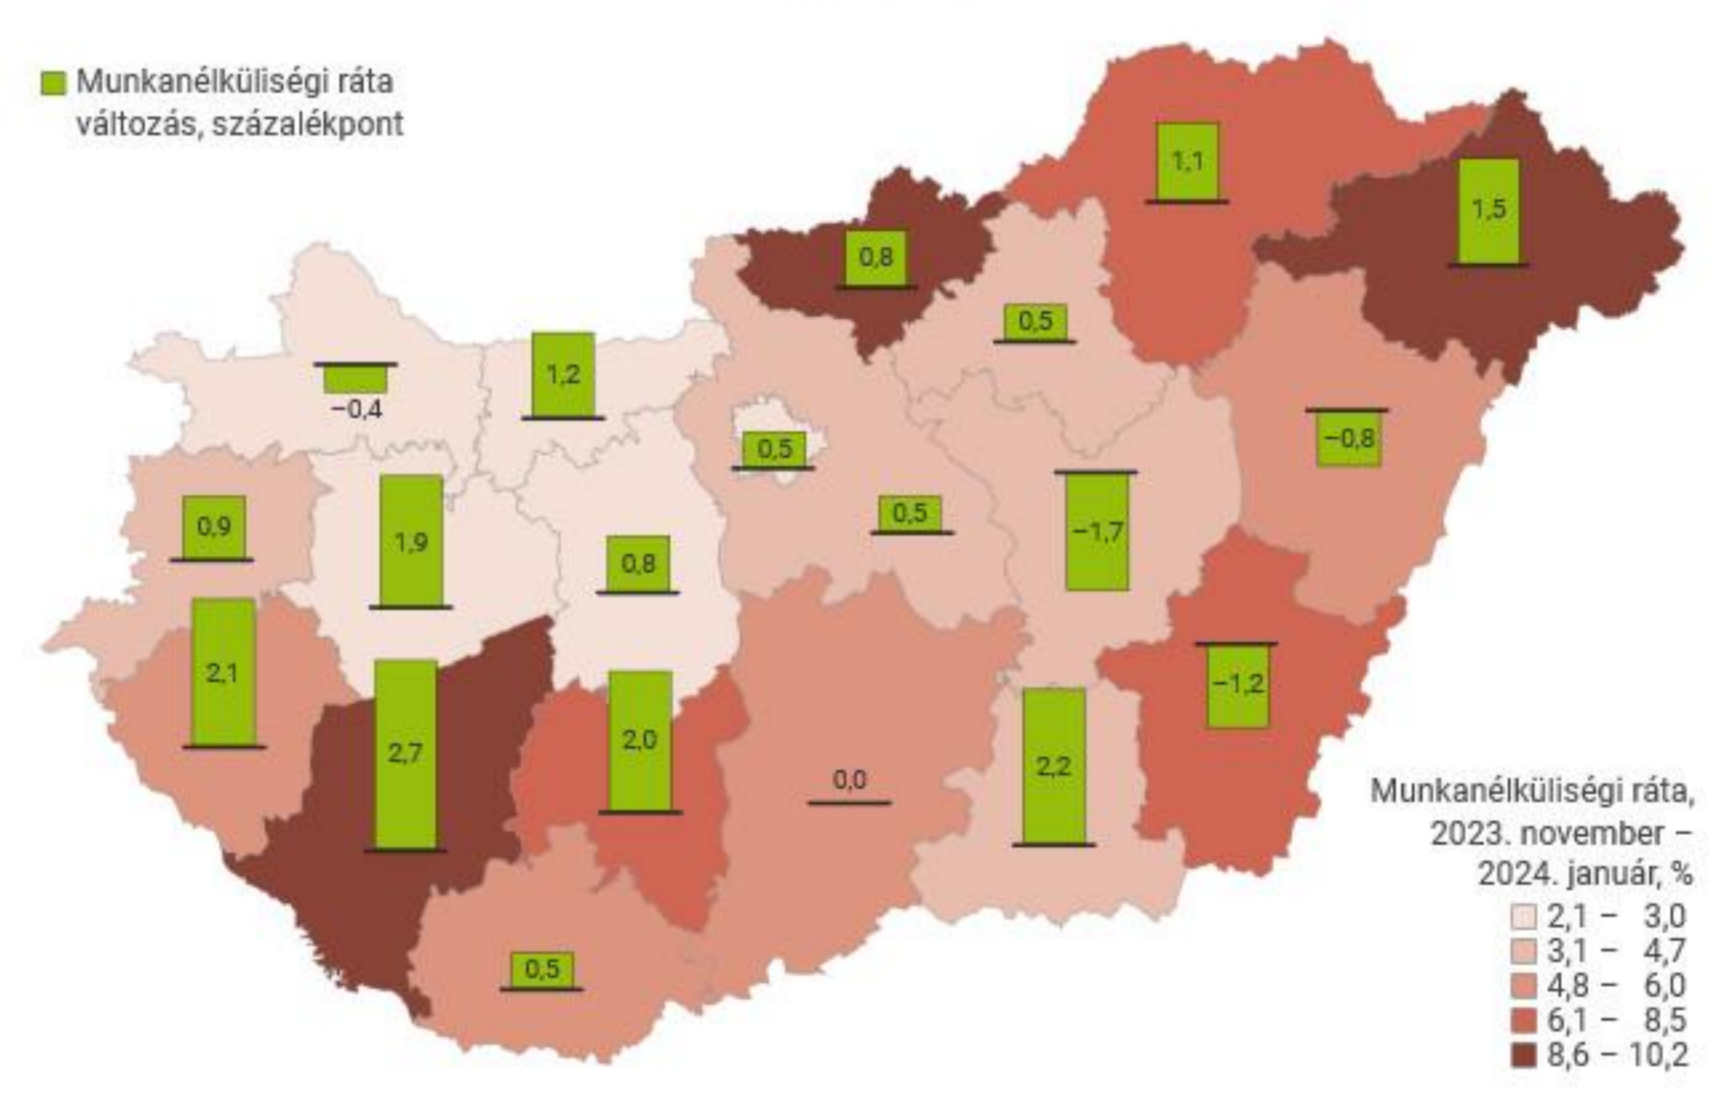 Munkanélküliségi ráta
változás, százalékpont
1,1
1,5
0,8
0,5
1,2
−0,4
0,5
−0,8
0,9
1,9
0,8
0,5
−1,7
2,1
2,7
2,0
0,0
2,2
−1,2
0,5
Munkanélküliségi ráta,
2023. november –
2024. január, %
2,1 – 3,0
3,1 – 4,7
4,8 – 6,0
6,1 – 8,5
8,6 – 10,2